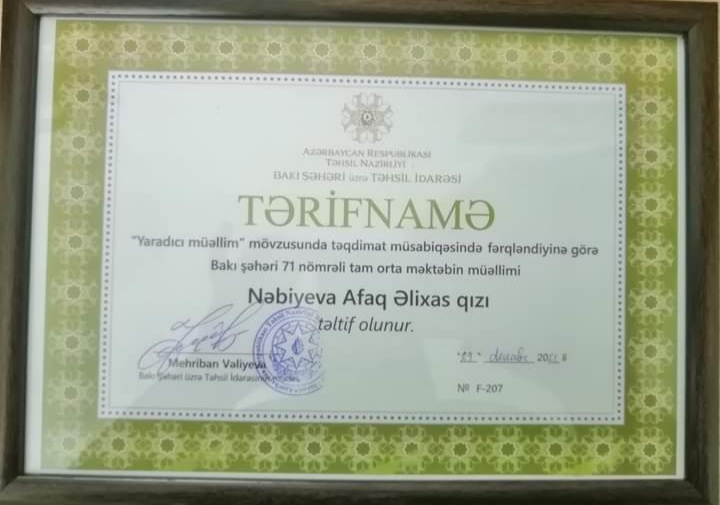 AZƏRBAYCAN RESPUBLİKASI
TƏHSİL NAZİRLİYİ
BAKI ŞƏHƏRİ üzrə TƏHSİL İDARƏSİ
TƏRİFNAMƏ
"Yaradıcı müəllim" mövzusunda təqdimat müsabiqəsində fərqləndiyinə görə
Bakı şəhəri 71 nömrəli tam orta məktəbin müəllimi
Nəbiyeva Afaq Əlixas qızı
təltif olunur.
Mehriban Vəliyeva
Bakı Şəhəri üzrə Təhsil İdarəsinin
dekabr
№ F-207